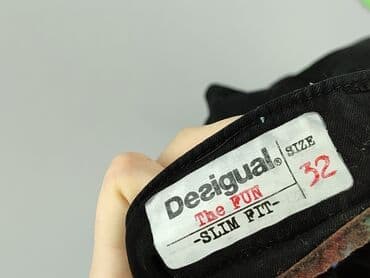 Desigual.
The FUN
-SLIM FIT-
SIZE
32